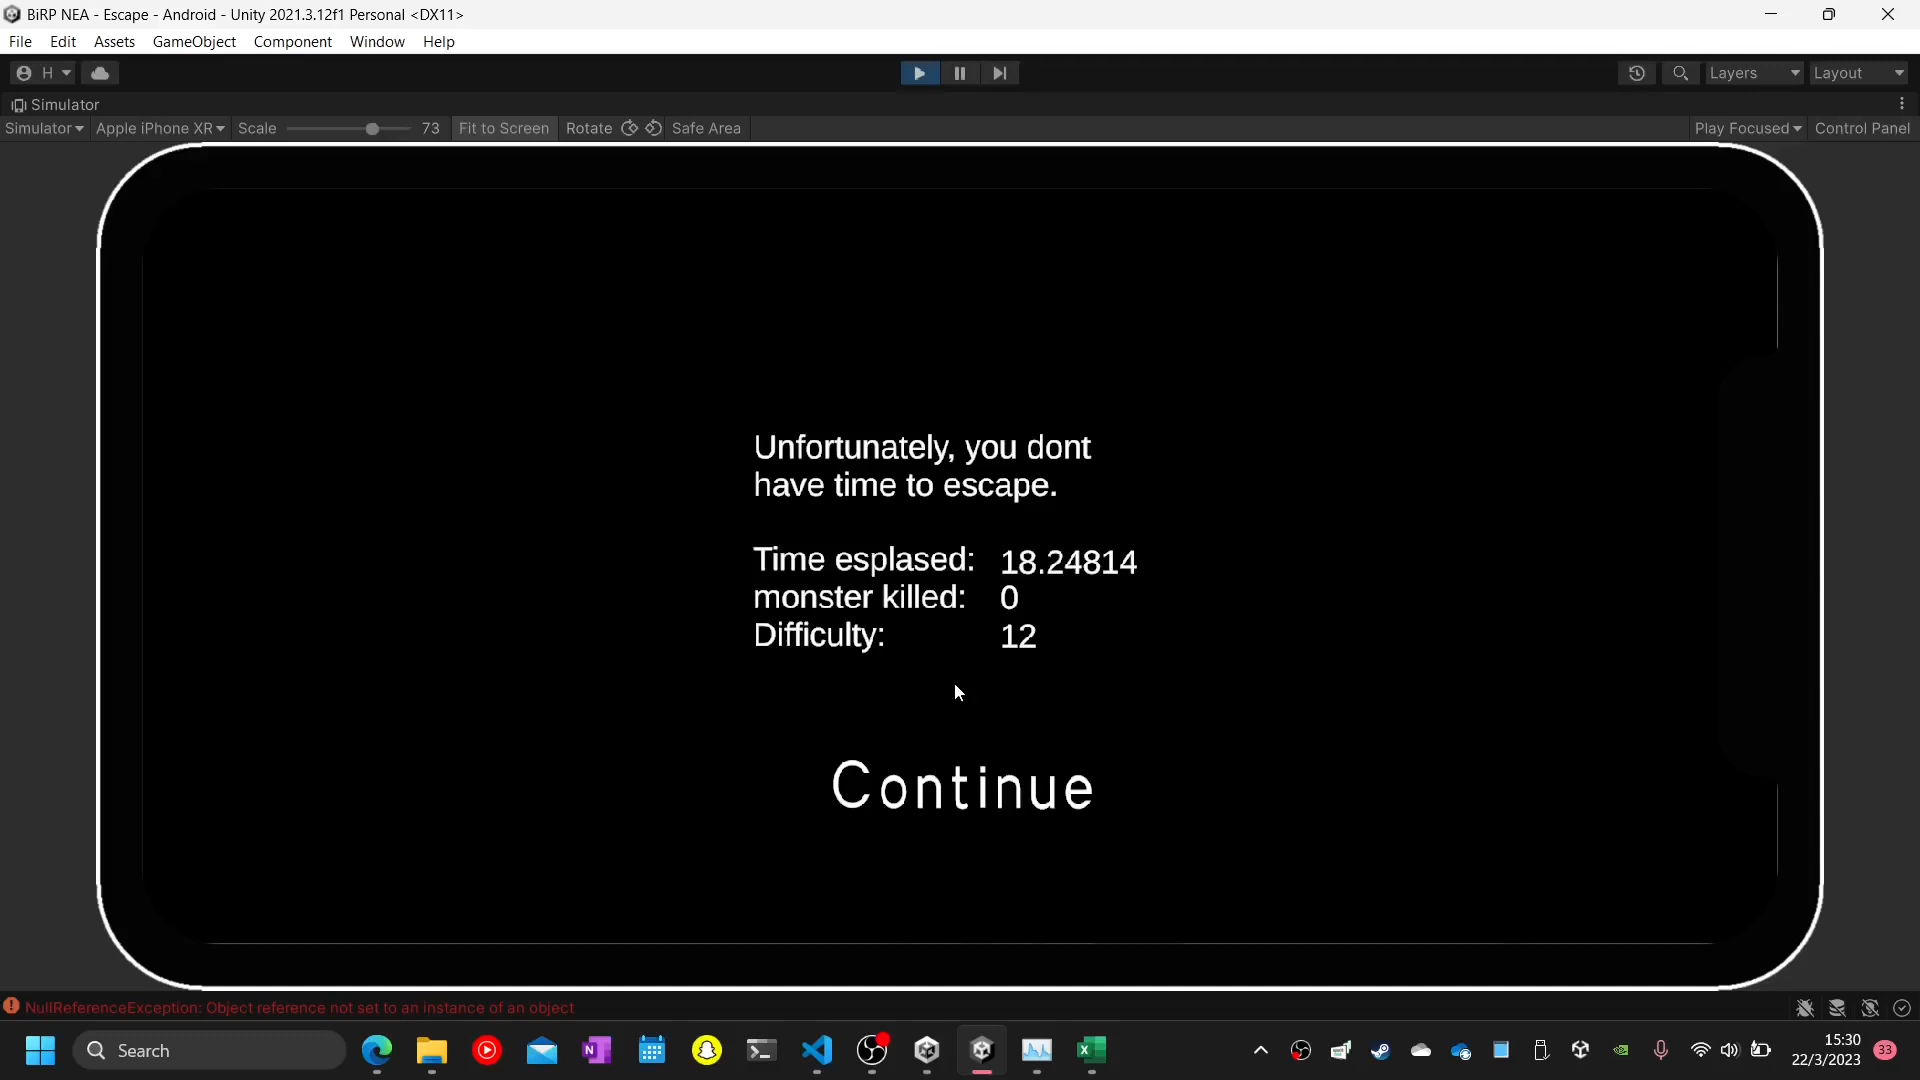 BiRP NEA - Escape - Android - Unity 2021.3.12f1 Personal <DX11>
File Edit Assets GameObject Component Window Help
H Layers Layout
Simulator
Simulator Apple iPhone XR Scale 73 Fit to Screen Rotate Safe Area Play Focused Control Panel
Unfortunately, you dont
have time to escape.
Time esplased: 18.24814
monster killed: 0
Difficulty: 12
Continue
NullReferenceException: Object reference not set to an instance of an object
Search 15:30
22/3/2023 33